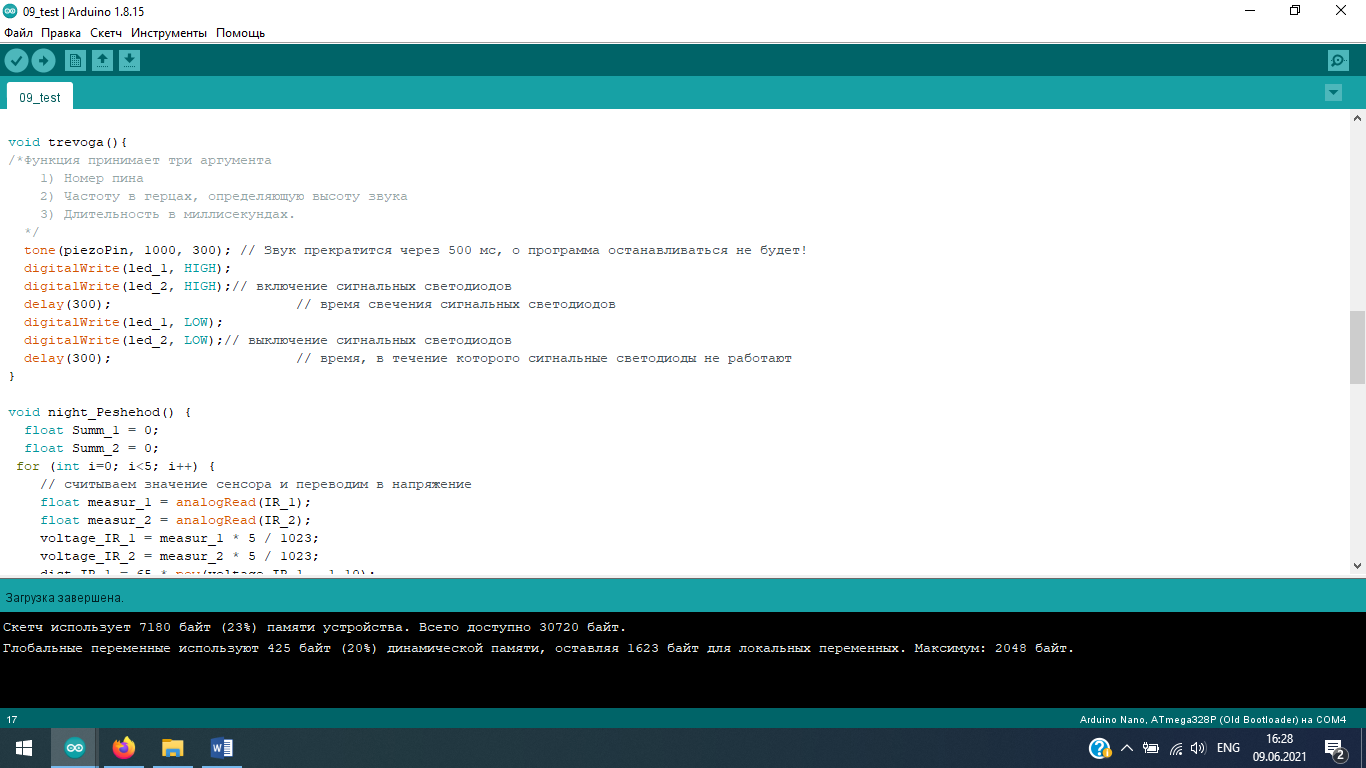 09_test | Arduino 1.8.15
Файл Правка Скетч Инструменты Помощь
09_test
void trevoga(){
/*Функция принимает три аргумента
1) Номер пина
2) Частоту в герцах, определяющую высоту звука
3) Длительность в миллисекундах.
*/
tone(piezoPin, 1000, 300); // Звук прекратится через 500 мс, о программа останавливаться не будет!
digitalWrite(led_1, HIGH);
digitalWrite(led_2, HIGH);// включение сигнальных светодиодов
delay(300); // время свечения сигнальных светодиодов
digitalWrite(led_1, LOW);
digitalWrite(led_2, LOW);// выключение сигнальных светодиодов
delay(300); // время, в течение которого сигнальные светодиоды не работают
}
void night_Peshehod() {
float Summ_1 = 0;
float Summ_2 = 0;
for (int i=0; i<5; i++) {
// считываем значение сенсора и переводим в напряжение
float measur_1 = analogRead(IR_1);
float measur_2 = analogRead(IR_2);
voltage_IR_1 = measur_1 * 5 / 1023;
voltage_IR_2 = measur_2 * 5 / 1023;
Загрузка завершена.
Скетч использует 7180 байт (23%) памяти устройства. Всего доступно 30720 байт.
Глобальные переменные используют 425 байт (20%) динамической памяти, оставляя 1623 байт для локальных переменных. Максимум: 2048 байт.
17
Arduino Nano, ATmega328P (Old Bootloader) на COM4
ENG
16:28
09.06.2021
2